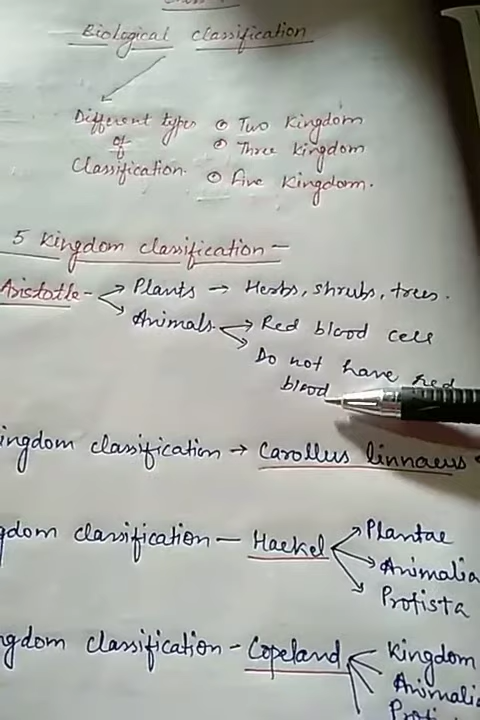 Biological classification
Different types
of
Classification.
Two Kingdom
Three Kingdom
Five Kingdom.
5 Kingdom classification -
Aristotle - Plants → Herbs, shrubs, trees.
Animals Red blood cell
Do not have red
blood
ingdom classification → Carollus linnaeus
gdom classification - Haekel Plantae
Animalia
Protista
ngdom classification - Copeland Kingdom
Animali